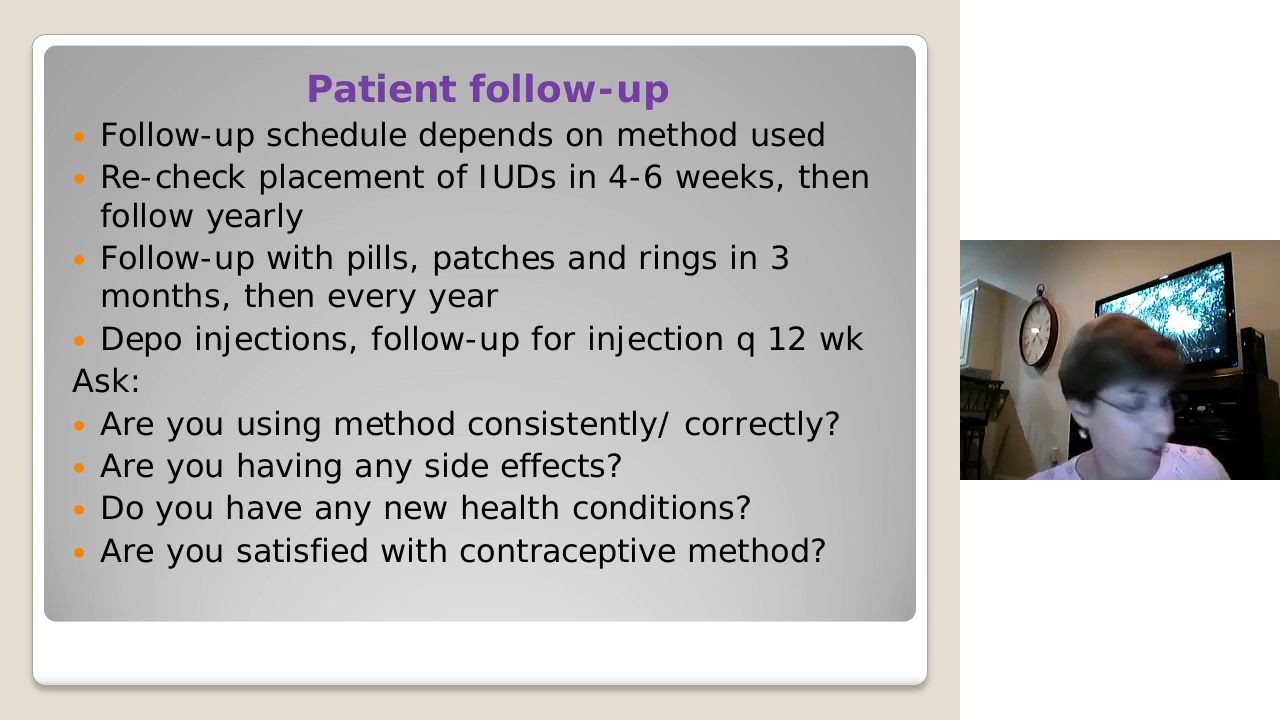 Patient follow-up
• Follow-up schedule depends on method used
• Re-check placement of IUDs in 4-6 weeks, then
follow yearly
• Follow-up with pills, patches and rings in 3
months, then every year
• Depo injections, follow-up for injection q 12 wk
Ask:
• Are you using method consistently/ correctly?
• Are you having any side effects?
• Do you have any new health conditions?
• Are you satisfied with contraceptive method?